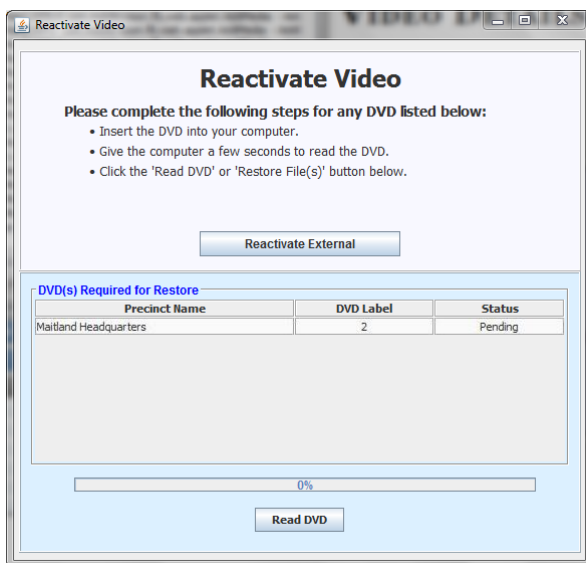 Reactivate Video
VIDEO DETAILS
Reactivate Video
Please complete the following steps for any DVD listed below:
• Insert the DVD into your computer.
• Give the computer a few seconds to read the DVD.
• Click the 'Read DVD' or 'Restore File(s)' button below.
Reactivate External
DVD(s) Required for Restore
Precinct Name DVD Label Status
Maitland Headquarters 2 Pending
0%
Read DVD